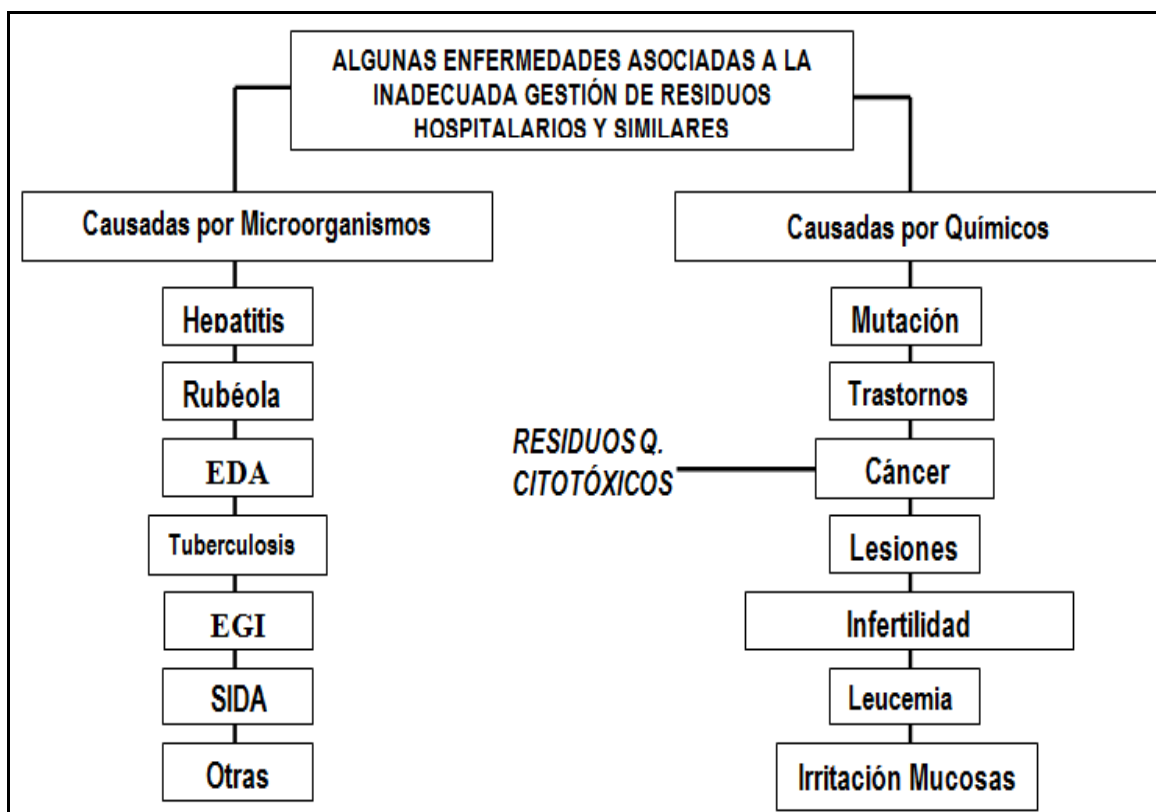 ALGUNAS ENFERMEDADES ASOCIADAS A LA
INADECUADA GESTIÓN DE RESIDUOS
HOSPITALARIOS Y SIMILARES
Causadas por Microorganismos
Hepatitis
Rubéola
EDA
Tuberculosis
EGI
SIDA
Otras
Causadas por Químicos
Mutación
Trastornos
RESIDUOS Q.
CITOTÓXICOS
Cáncer
Lesiones
Infertilidad
Leucemia
Irritación Mucosas